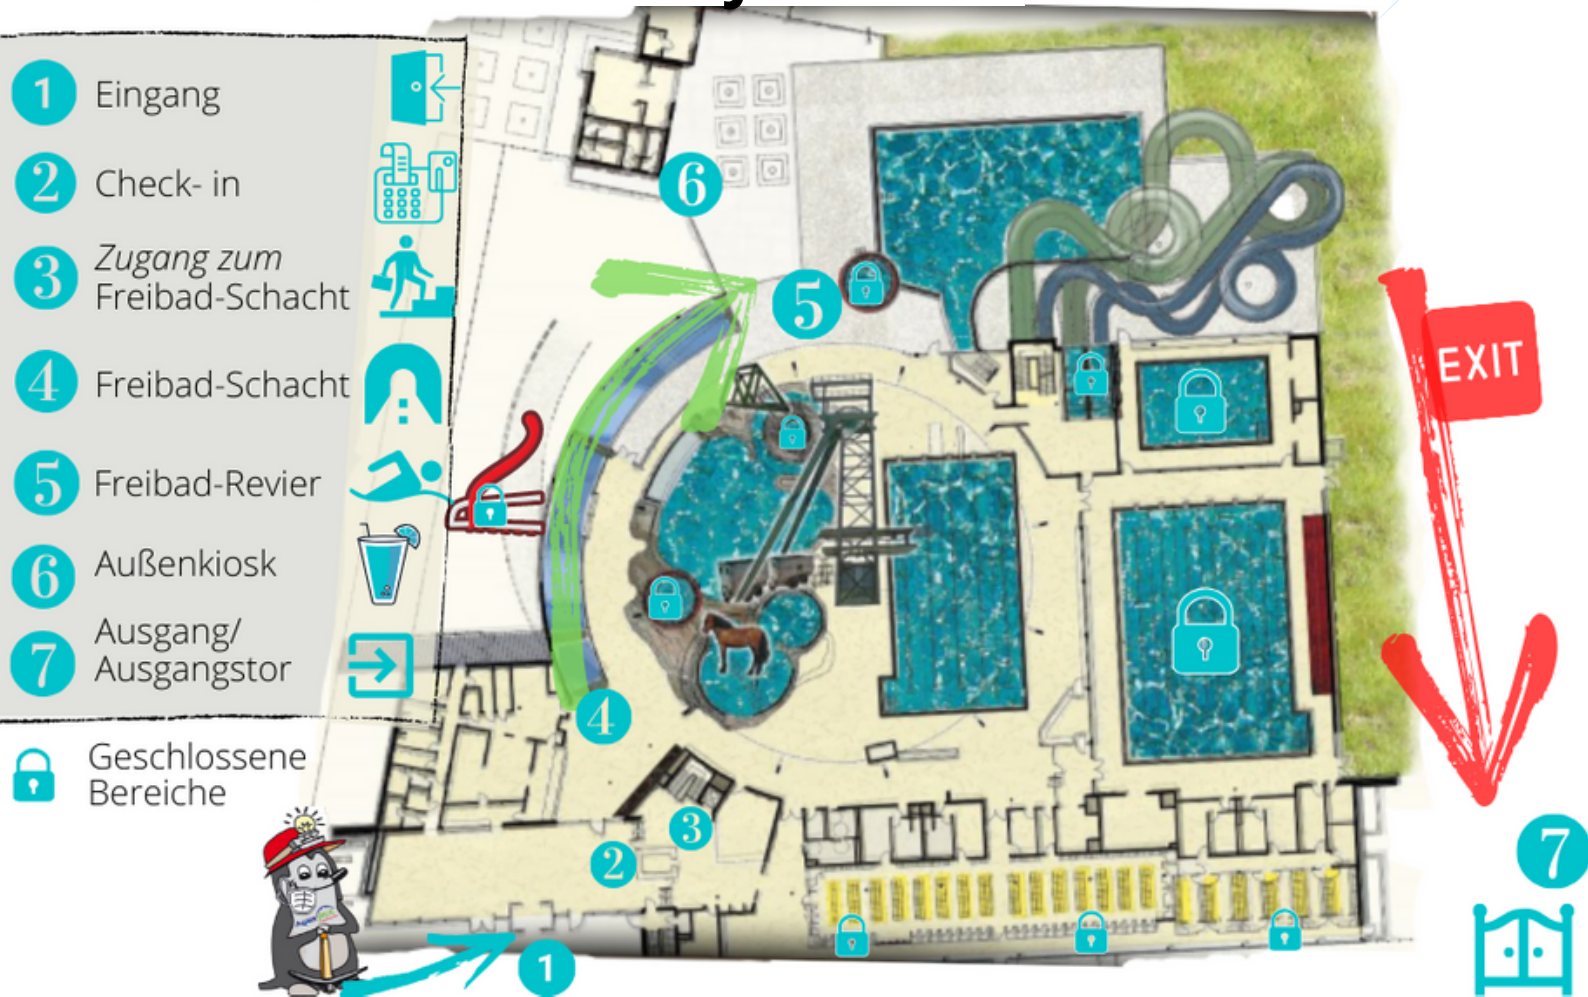 1 Eingang
2 Check- in
3 Zugang zum
Freibad-Schacht
4 Freibad-Schacht
5 Freibad-Revier
6 Außenkiosk
7 Ausgang/
Ausgangstor
Geschlossene
Bereiche
6
5
EXIT
4
3
2
7
1